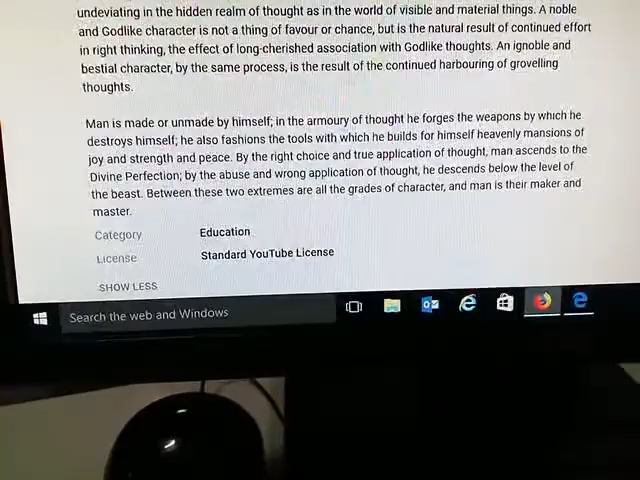 undeviating in the hidden realm of thought as in the world of visible and material things. A noble
and Godlike character is not a thing of favour or chance, but is the natural result of continued effort
in right thinking, the effect of long-cherished association with Godlike thoughts. An ignoble and
bestial character, by the same process, is the result of the continued harbouring of grovelling
thoughts.
Man is made or unmade by himself; in the armoury of thought he forges the weapons by which he
destroys himself; he also fashions the tools with which he builds for himself heavenly mansions of
joy and strength and peace. By the right choice and true application of thought, man ascends to the
Divine Perfection; by the abuse and wrong application of thought, he descends below the level of
the beast. Between these two extremes are all the grades of character, and man is their maker and
master.
Category Education
License Standard YouTube License
SHOW LESS
Search the web and Windows